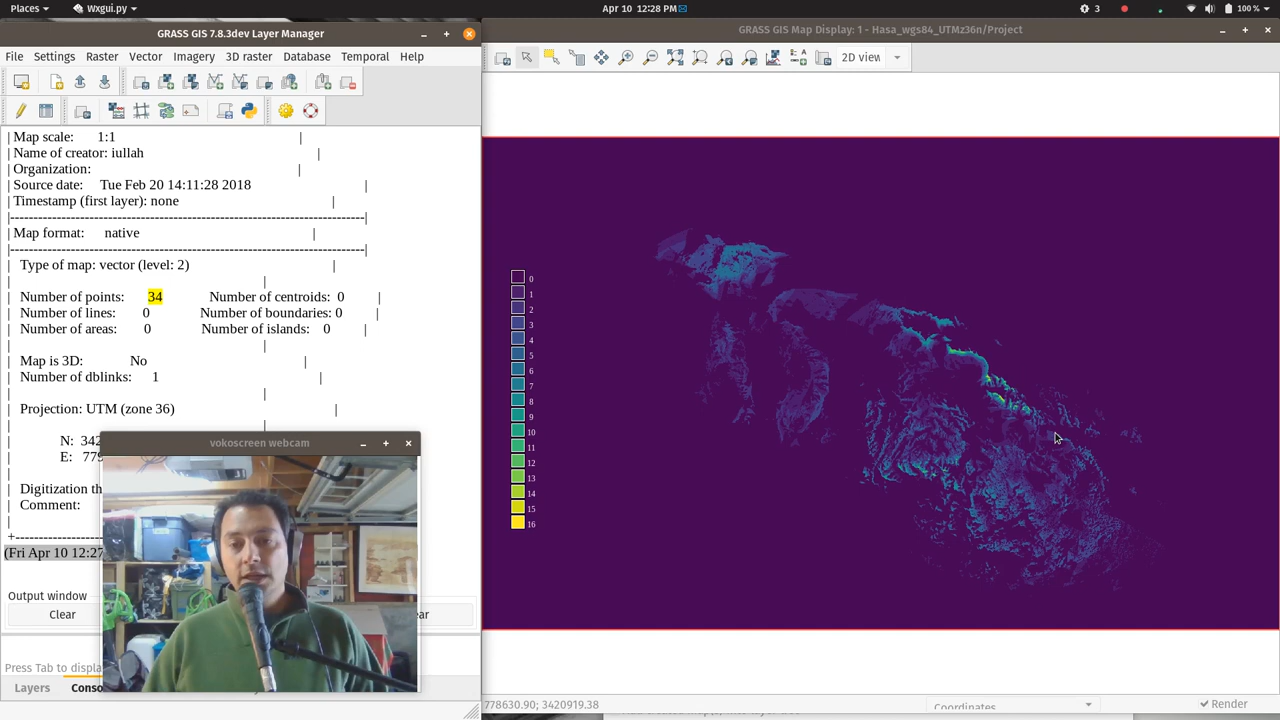 Places
Wxgui.py
Apr 10 12:28 PM
3
100 %
GRASS GIS 7.8.3dev Layer Manager
GRASS GIS Map Display: 1 - Hasa_wgs84_UTMz36n/Project
File Settings Raster Vector Imagery 3D raster Volume Database Temporal Help
2D view
| Map scale: 1:1 |
| Name of creator: iullah |
| Organization: |
| Source date: Tue Feb 20 14:11:28 2018 |
| Timestamp (first layer): none |
| Map format: native |
| Type of map: vector (level: 2) |
| Number of points: 34 Number of centroids: 0 |
| Number of lines: 0 Number of boundaries: 0 |
| Number of areas: 0 Number of islands: 0 |
| Map is 3D: No |
| Number of dblinks: 1 |
| Projection: UTM (zone 36) |
N: 342
E: 779
Digitization th
Comment:
(Fri Apr 10 12:27
vokoscreen webcam
Output window
Clear
ear
Press Tab to displa
Layers
Conso
0
1
2
3
4
5
6
7
8
9
10
11
12
13
14
15
16
778630.90; 3420919.38
Coordinates
Render